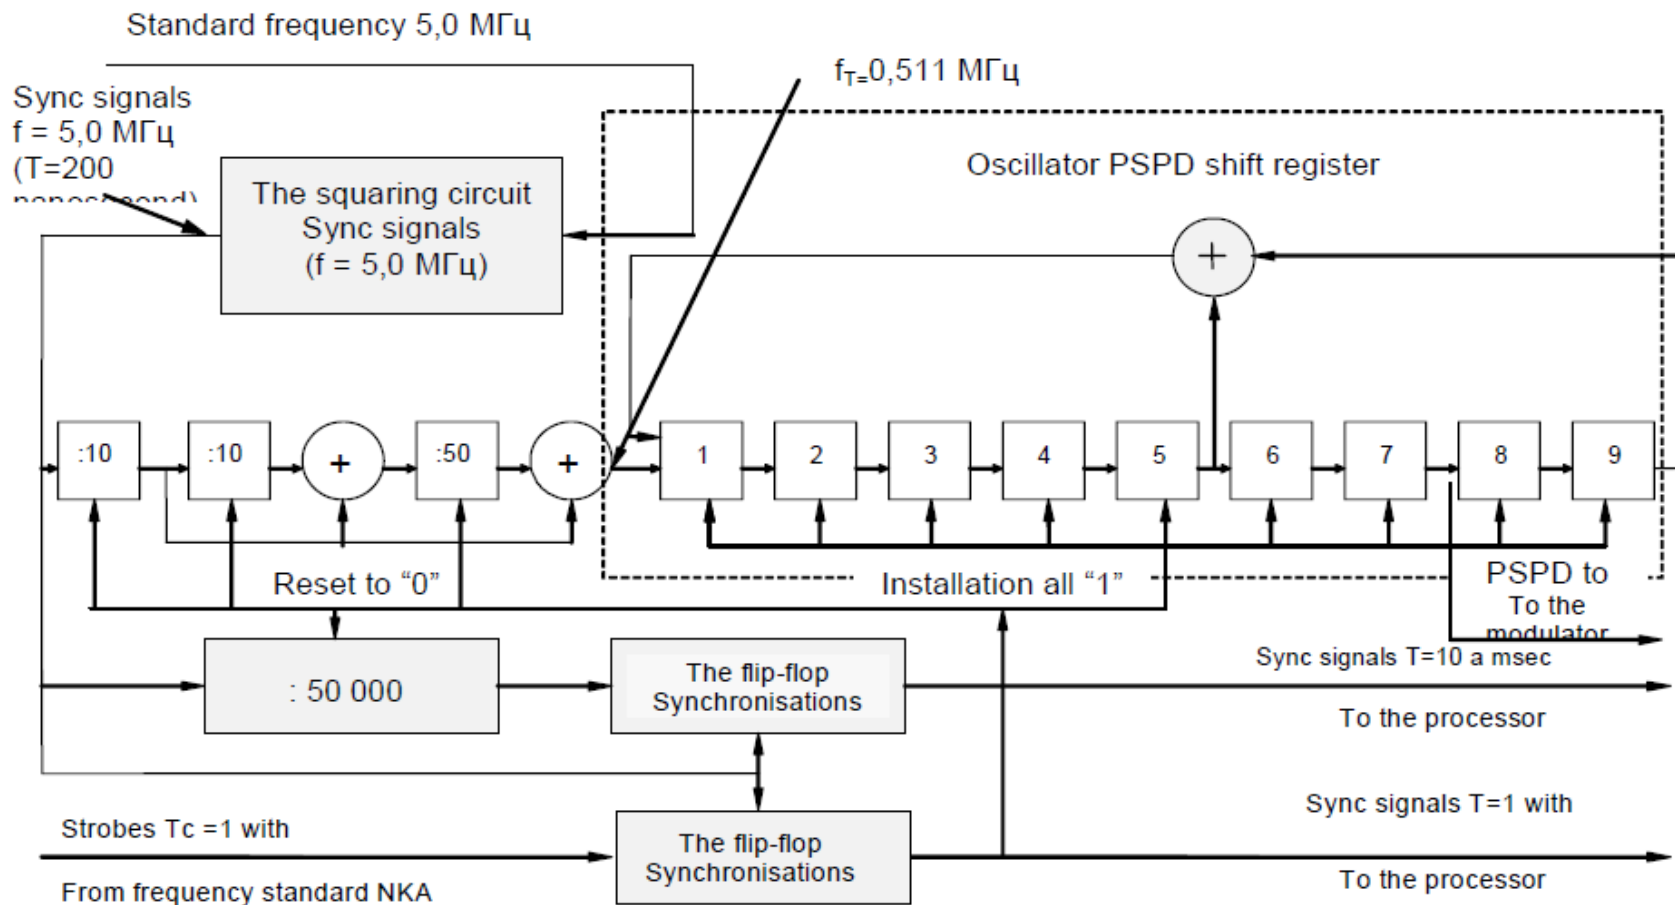 Standard frequency 5,0 МГц
Sync signals
f = 5,0 МГц
(T=200
f_T=0,511 МГц
The squaring circuit
Sync signals
(f = 5,0 МГц)
Oscillator PSPD shift register
+
:10
:10
+
:50
+
1
2
3
4
5
6
7
8
9
Reset to “0”
Installation all “1”
PSPD to
To the
modulator
: 50 000
The flip-flop
Synchronisations
Sync signals T=10 a msec
To the processor
Strobes Tc =1 with
From frequency standard NKA
The flip-flop
Synchronisations
Sync signals T=1 with
To the processor